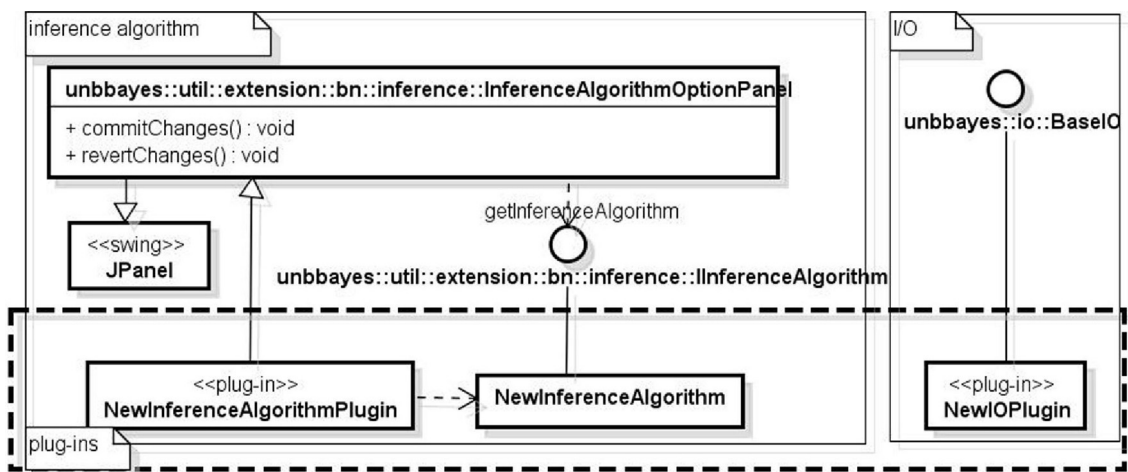 inference algorithm
I/O
unbbayes::util::extension::bn::inference::InferenceAlgorithmOptionPanel
+ commitChanges() : void
+ revertChanges() : void
unbbayes::io::BaseIO
getInferenceAlgorithm
<<swing>>
JPanel
unbbayes::util::extension::bn::inference::IInferenceAlgorithm
<<plug-in>>
NewInferenceAlgorithmPlugin
NewInferenceAlgorithm
<<plug-in>>
NewIOPlugin
plug-ins